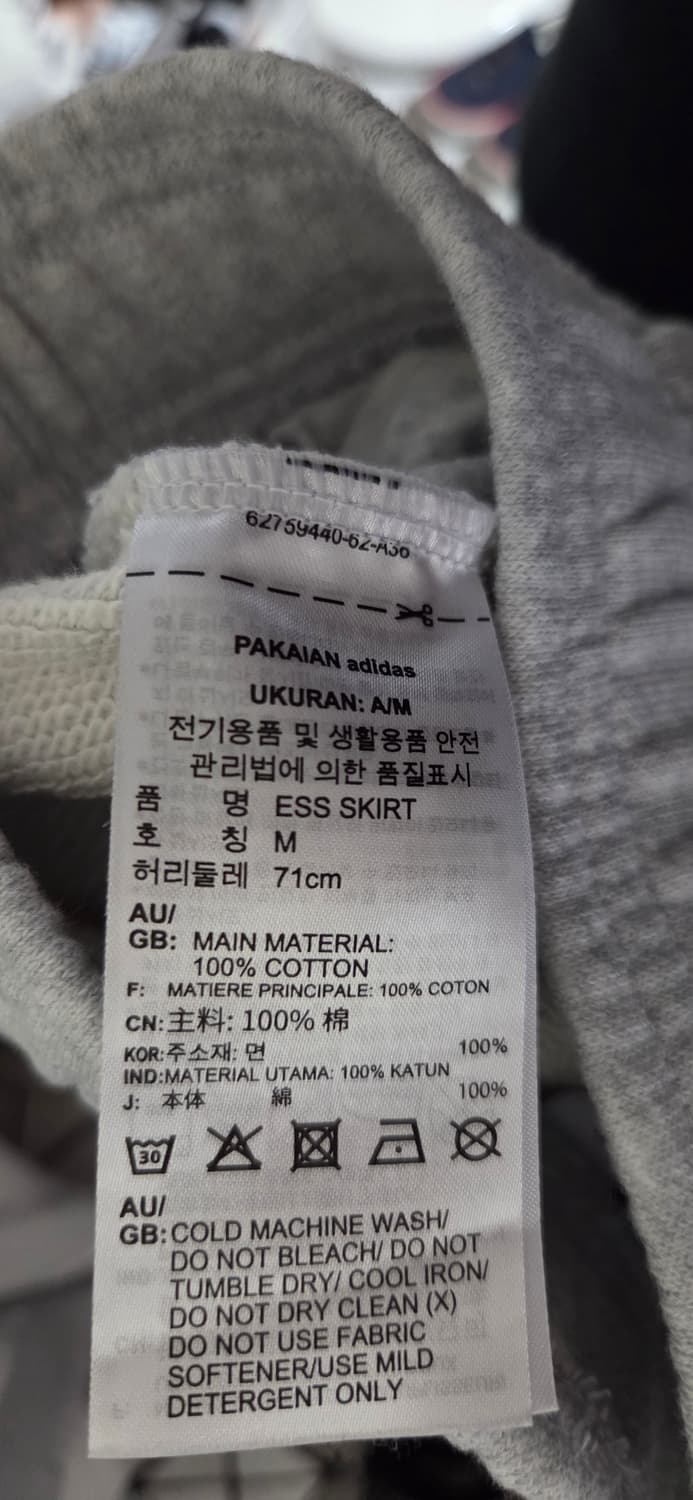 62759440-62-A36
PAKAIAN adidas
UKURAN: A/M
전기용품 및 생활용품 안전
관리법에 의한 품질표시
품 명 ESS SKIRT
호 칭 M
허리둘레 71cm
AU/
GB: MAIN MATERIAL:
100% COTTON
F: MATIERE PRINCIPALE: 100% COTON
CN:主料: 100% 棉
KOR:주소재: 면 100%
IND:MATERIAL UTAMA: 100% KATUN
J: 本体 綿 100%
30
AU/
GB:COLD MACHINE WASH/
DO NOT BLEACH/ DO NOT
TUMBLE DRY/ COOL IRON/
DO NOT DRY CLEAN (X)
DO NOT USE FABRIC
SOFTENER/USE MILD
DETERGENT ONLY